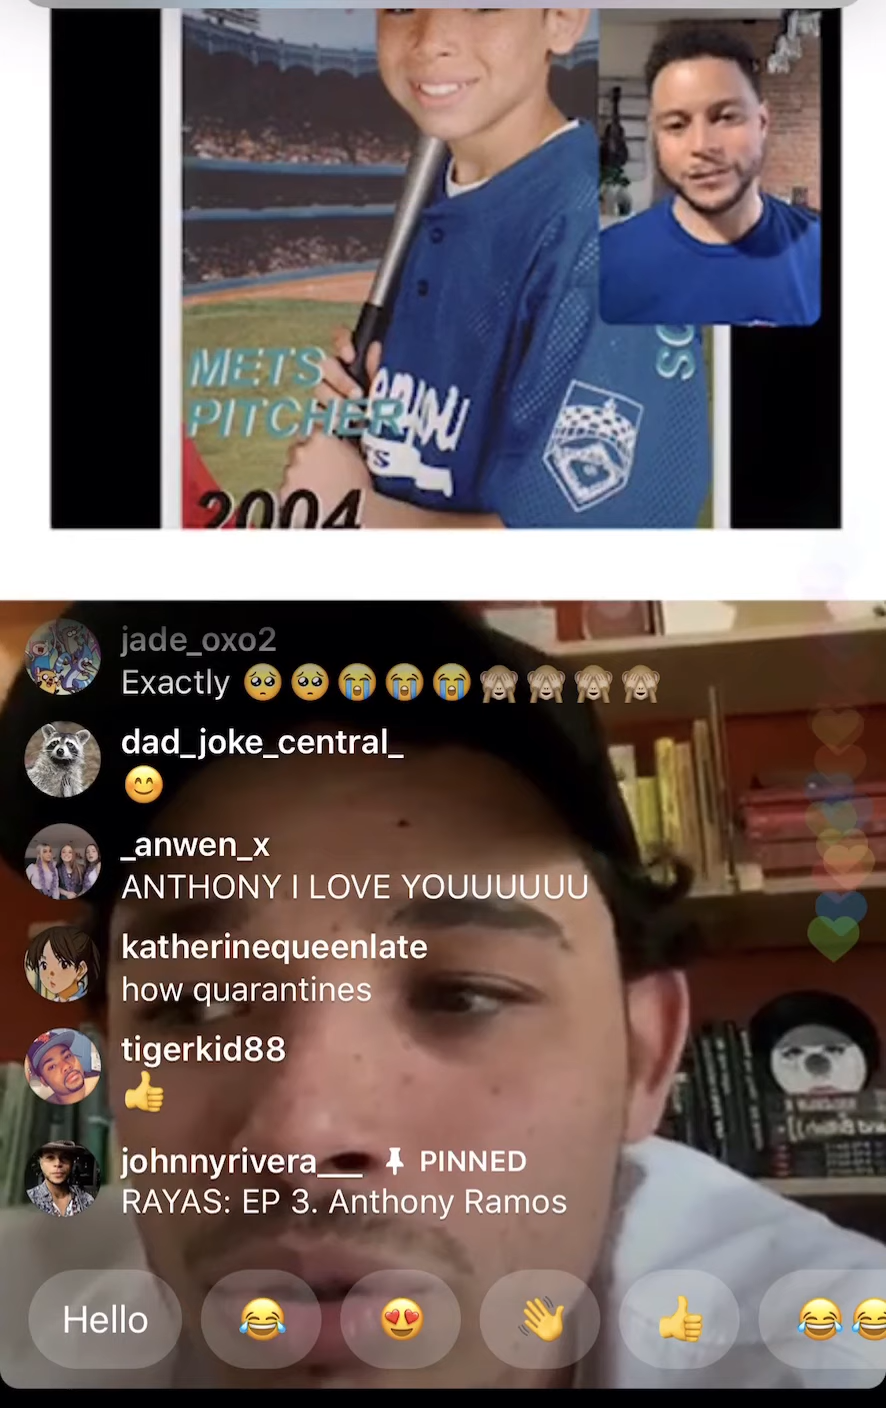 METS
PITCHER
2004
jade_oxo2
Exactly 🥺🥺😭😭😭🙈🙈🙈🙈
dad_joke_central_
😊
_anwen_x
ANTHONY I LOVE YOUUUUUU
katherinequeenlate
how quarantines
tigerkid88
👍
johnnyrivera___ PINNED
RAYAS: EP 3. Anthony Ramos
Hello 😂 😍 👋 👍 😂😂